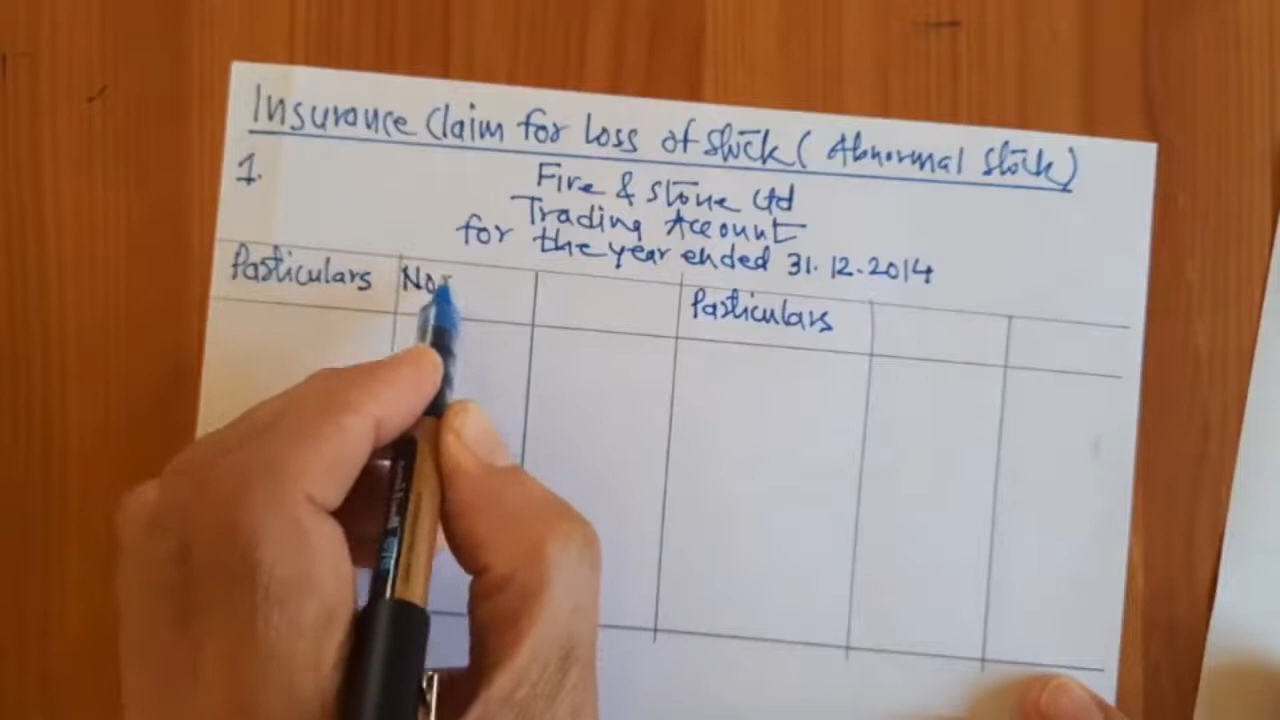 Insurance Claim for Loss of Stock ( Abnormal Stock)
1.
Fire & Stone Ltd
Trading Account
for the year ended 31.12.2014
Particulars No
Particulars